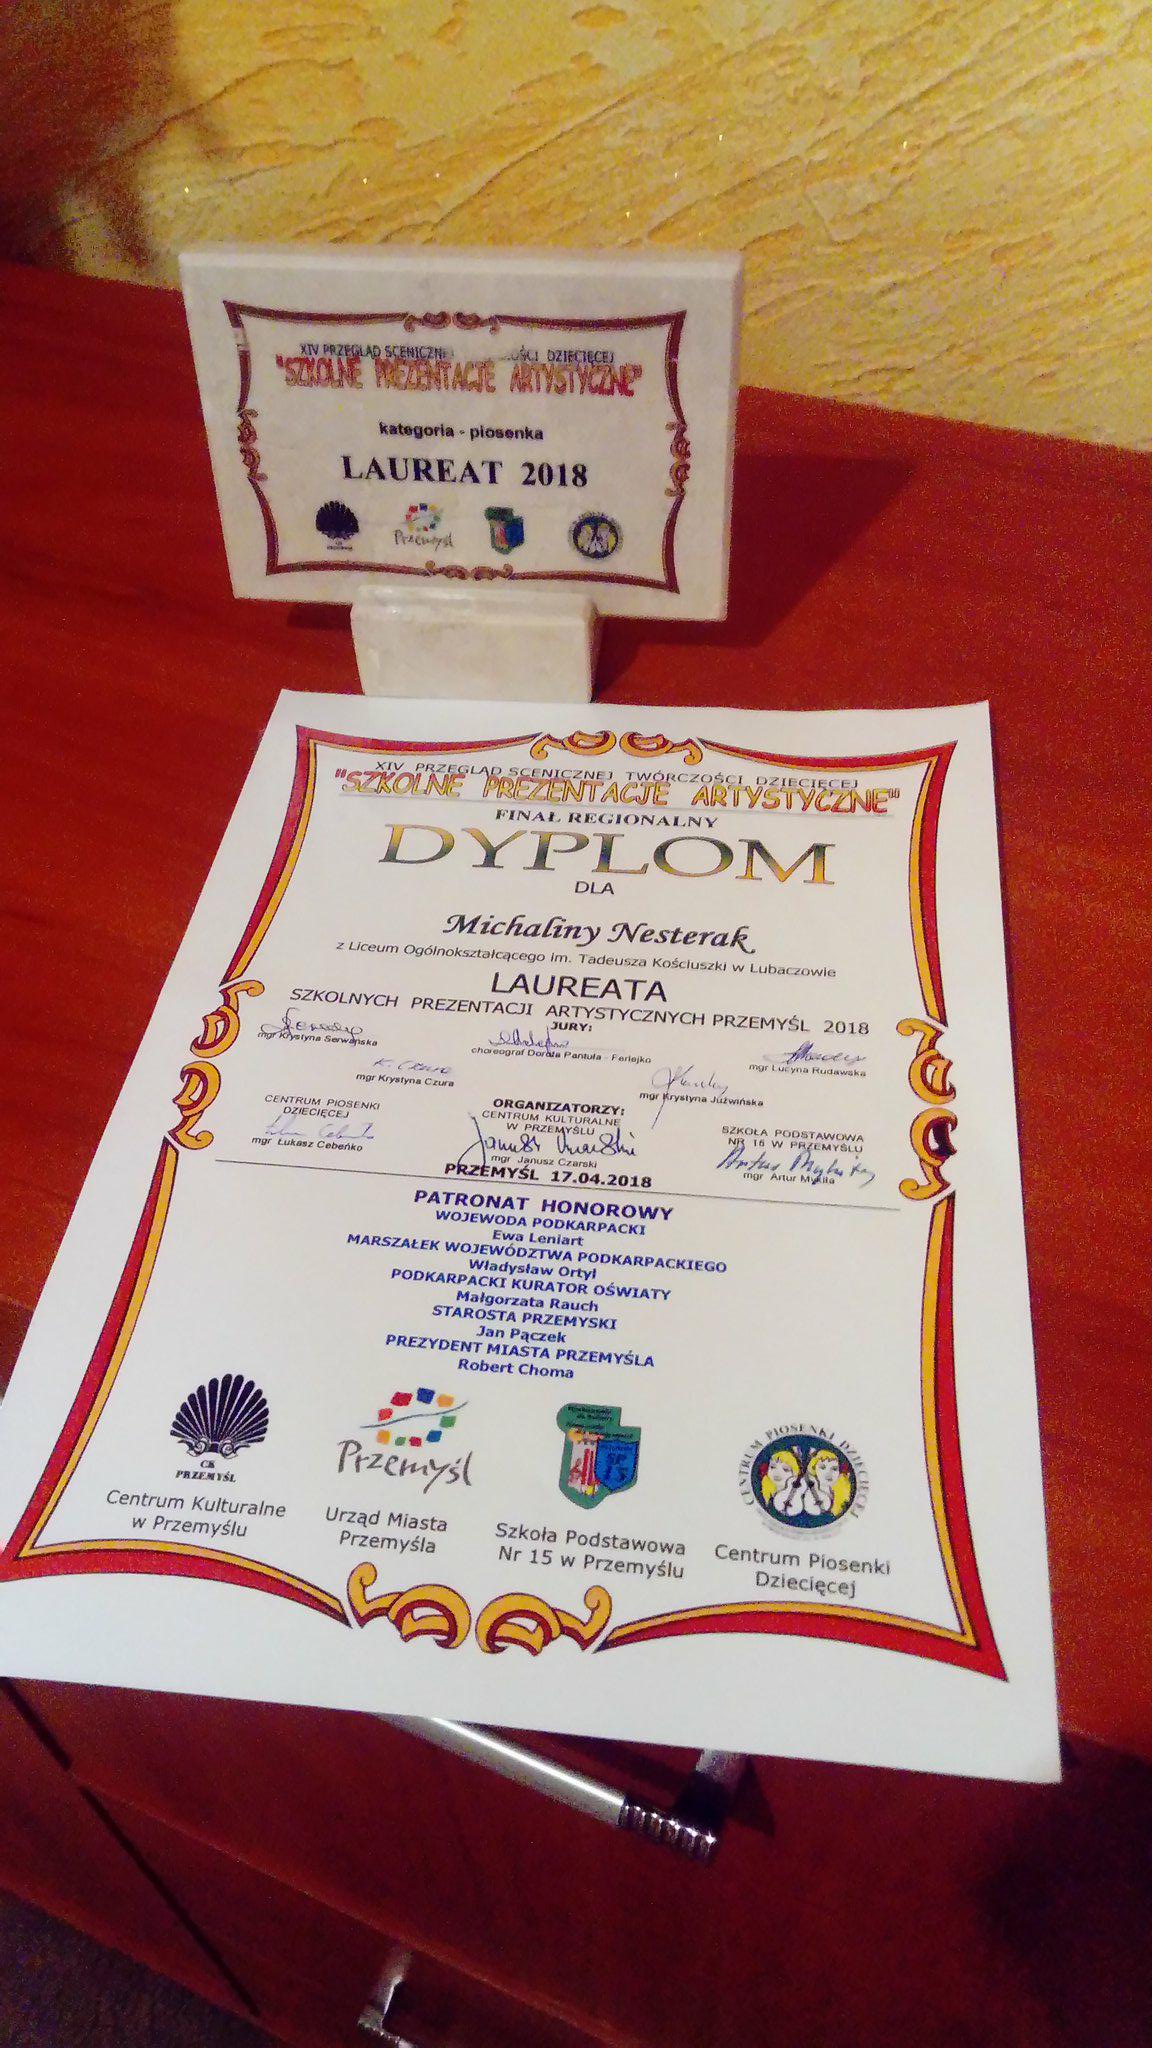 XIV PRZEGLĄD SCENICZNEJ DZIECIĘCEJ
"SZKOLNE PREZENTACJE ARTYSTYCZNE"
kategoria - piosenka
LAUREAT 2018
Przemyśl
XIV PRZEGLĄD SCENICZNEJ TWÓRCZOŚCI DZIECIĘCEJ
"SZKOLNE PREZENTACJE ARTYSTYCZNE"
FINAŁ REGIONALNY
DYPLOM
DLA
Michaliny Nesterak
z Liceum Ogólnokształcącego im. Tadeusza Kościuszki w Lubaczowie
LAUREATA
SZKOLNYCH PREZENTACJI ARTYSTYCZNYCH PRZEMYŚL 2018
JURY:
mgr Krystyna Serwańska
choreograf Dorota Pantuła - Ferlejko
mgr Lucyna Rudawska
K. Czura
mgr Krystyna Czura
mgr Krystyna Juźwińska
ORGANIZATORZY:
CENTRUM PIOSENKI
DZIECIĘCEJ
mgr Łukasz Cebeńko
CENTRUM KULTURALNE
W PRZEMYŚLU
mgr Janusz Czarski
SZKOŁA PODSTAWOWA
NR 15 W PRZEMYŚLU
mgr Artur Mykita
PRZEMYŚL 17.04.2018
PATRONAT HONOROWY
WOJEWODA PODKARPACKI
Ewa Leniart
MARSZAŁEK WOJEWÓDZTWA PODKARPACKIEGO
Władysław Ortyl
PODKARPACKI KURATOR OŚWIATY
Małgorzata Rauch
STAROSTA PRZEMYSKI
Jan Pączek
PREZYDENT MIASTA PRZEMYŚLA
Robert Choma
CK
PRZEMYŚL
Centrum Kulturalne
w Przemyślu
Przemyśl
Urząd Miasta
Przemyśla
SP
15
Szkoła Podstawowa
Nr 15 w Przemyślu
CENTRUM PIOSENKI DZIECIĘCEJ
Centrum Piosenki
Dziecięcej